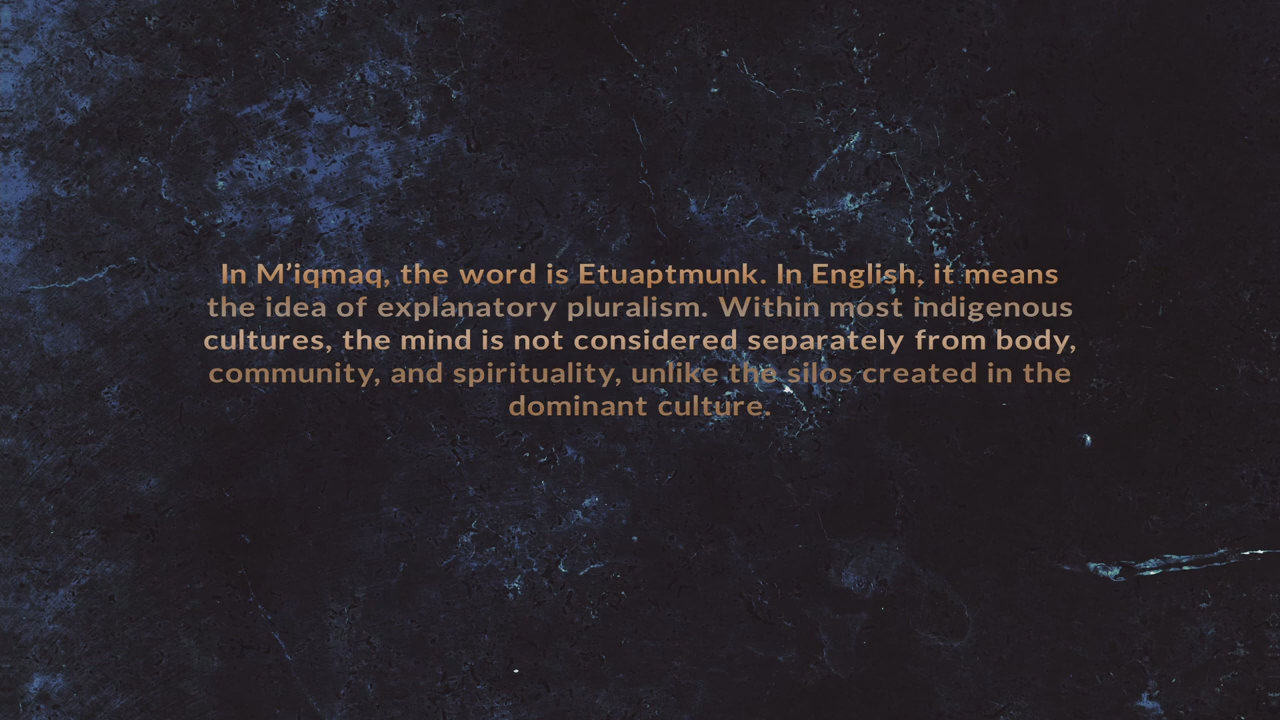 In M’iqmaq, the word is Etuaptmunk. In English, it means
the idea of explanatory pluralism. Within most indigenous
cultures, the mind is not considered separately from body,
community, and spirituality, unlike the silos created in the
dominant culture.